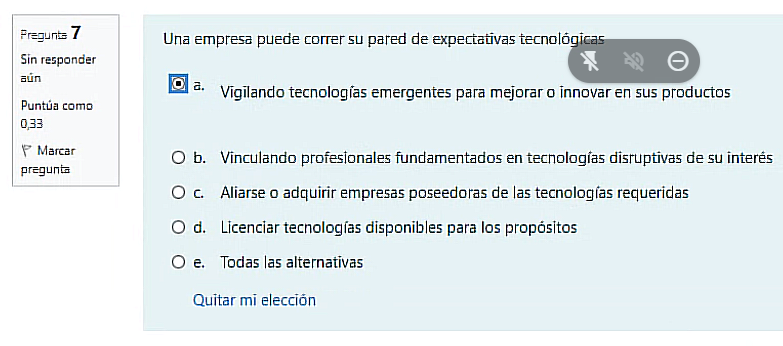 Pregunta 7
Sin responder
aún
Puntúa como
0,33
Marcar
pregunta
Una empresa puede correr su pared de expectativas tecnológicas
a. Vigilando tecnologías emergentes para mejorar o innovar en sus productos
b. Vinculando profesionales fundamentados en tecnologías disruptivas de su interés
c. Aliarse o adquirir empresas poseedoras de las tecnologías requeridas
d. Licenciar tecnologías disponibles para los propósitos
e. Todas las alternativas
Quitar mi elección